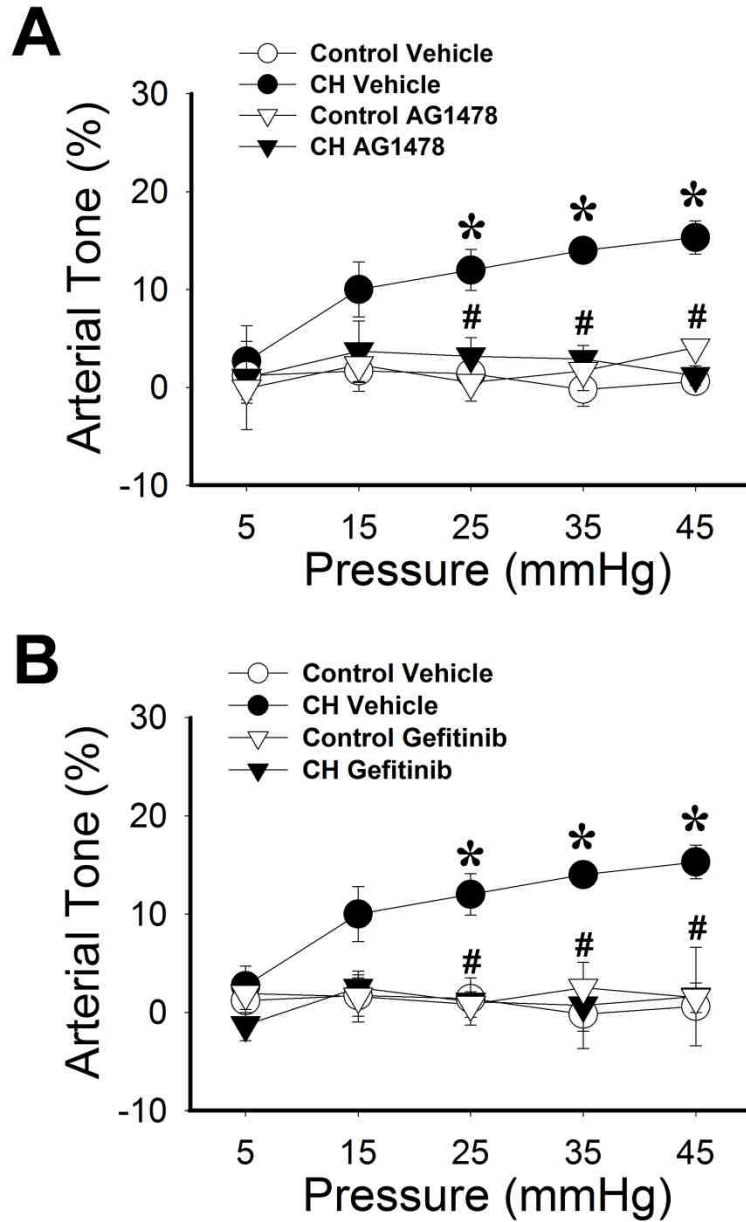 A
Control Vehicle
CH Vehicle
Control AG1478
CH AG1478
30
20
10
0
-10
Arterial Tone (%)
* * *
# # #
5 15 25 35 45
Pressure (mmHg)
B
Control Vehicle
CH Vehicle
Control Gefitinib
CH Gefitinib
30
20
10
0
-10
Arterial Tone (%)
* * *
# # #
5 15 25 35 45
Pressure (mmHg)